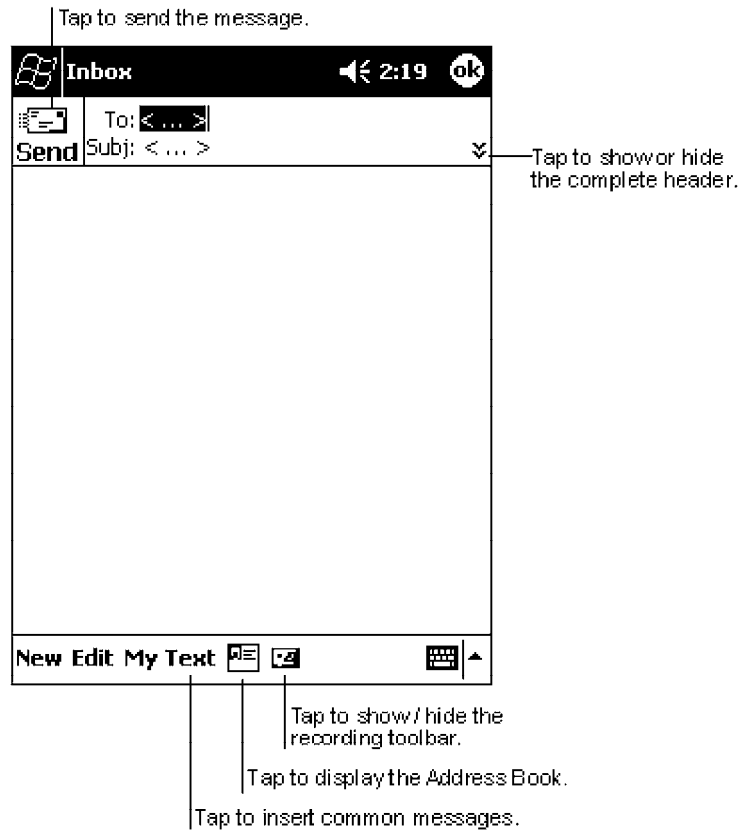 Tap to send the message.
Inbox 2:19 ok
To: < ... >
Send Subj: < ... >
Tap to show or hide
the complete header.
New Edit My Text
Tap to show / hide the
recording toolbar.
Tap to display the Address Book.
Tap to insert common messages.